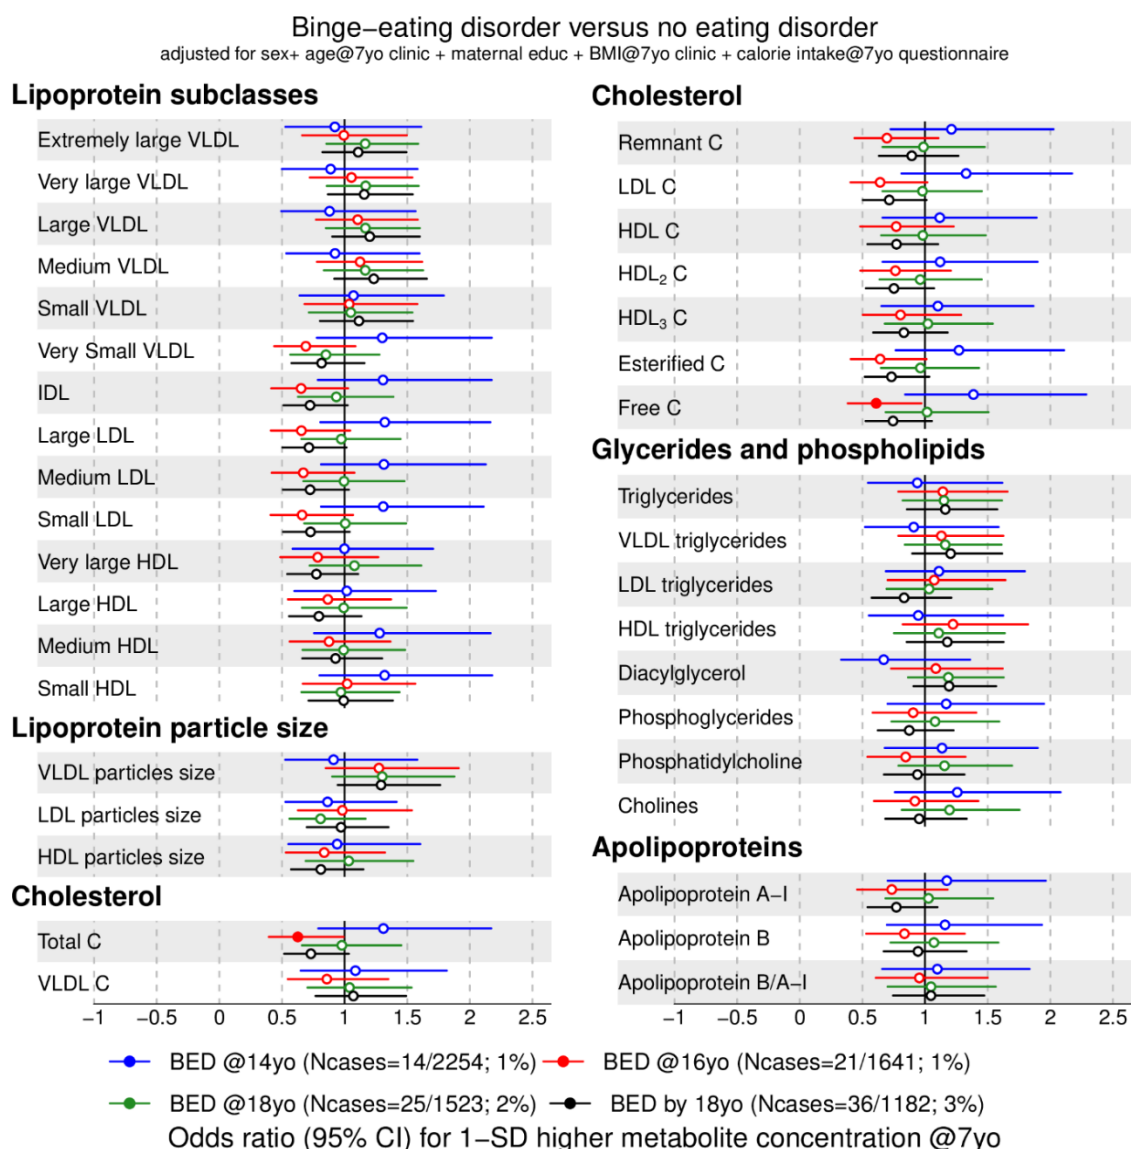 Binge−eating disorder versus no eating disorder
adjusted for sex+ age@7yo clinic + maternal educ + BMI@7yo clinic + calorie intake@7yo questionnaire
Lipoprotein subclasses
Extremely large VLDL
Very large VLDL
Large VLDL
Medium VLDL
Small VLDL
Very Small VLDL
IDL
Large LDL
Medium LDL
Small LDL
Very large HDL
Large HDL
Medium HDL
Small HDL
Lipoprotein particle size
VLDL particles size
LDL particles size
HDL particles size
Cholesterol
Total C
VLDL C
−1 −0.5 0 0.5 1 1.5 2 2.5
Cholesterol
Remnant C
LDL C
HDL C
HDL₂ C
HDL₃ C
Esterified C
Free C
Glycerides and phospholipids
Triglycerides
VLDL triglycerides
LDL triglycerides
HDL triglycerides
Diacylglycerol
Phosphoglycerides
Phosphatidylcholine
Cholines
Apolipoproteins
Apolipoprotein A−I
Apolipoprotein B
Apolipoprotein B/A−I
−1 −0.5 0 0.5 1 1.5 2 2.5
BED @14yo (Ncases=14/2254; 1%) BED @16yo (Ncases=21/1641; 1%)
BED @18yo (Ncases=25/1523; 2%) BED by 18yo (Ncases=36/1182; 3%)
Odds ratio (95% CI) for 1−SD higher metabolite concentration @7yo